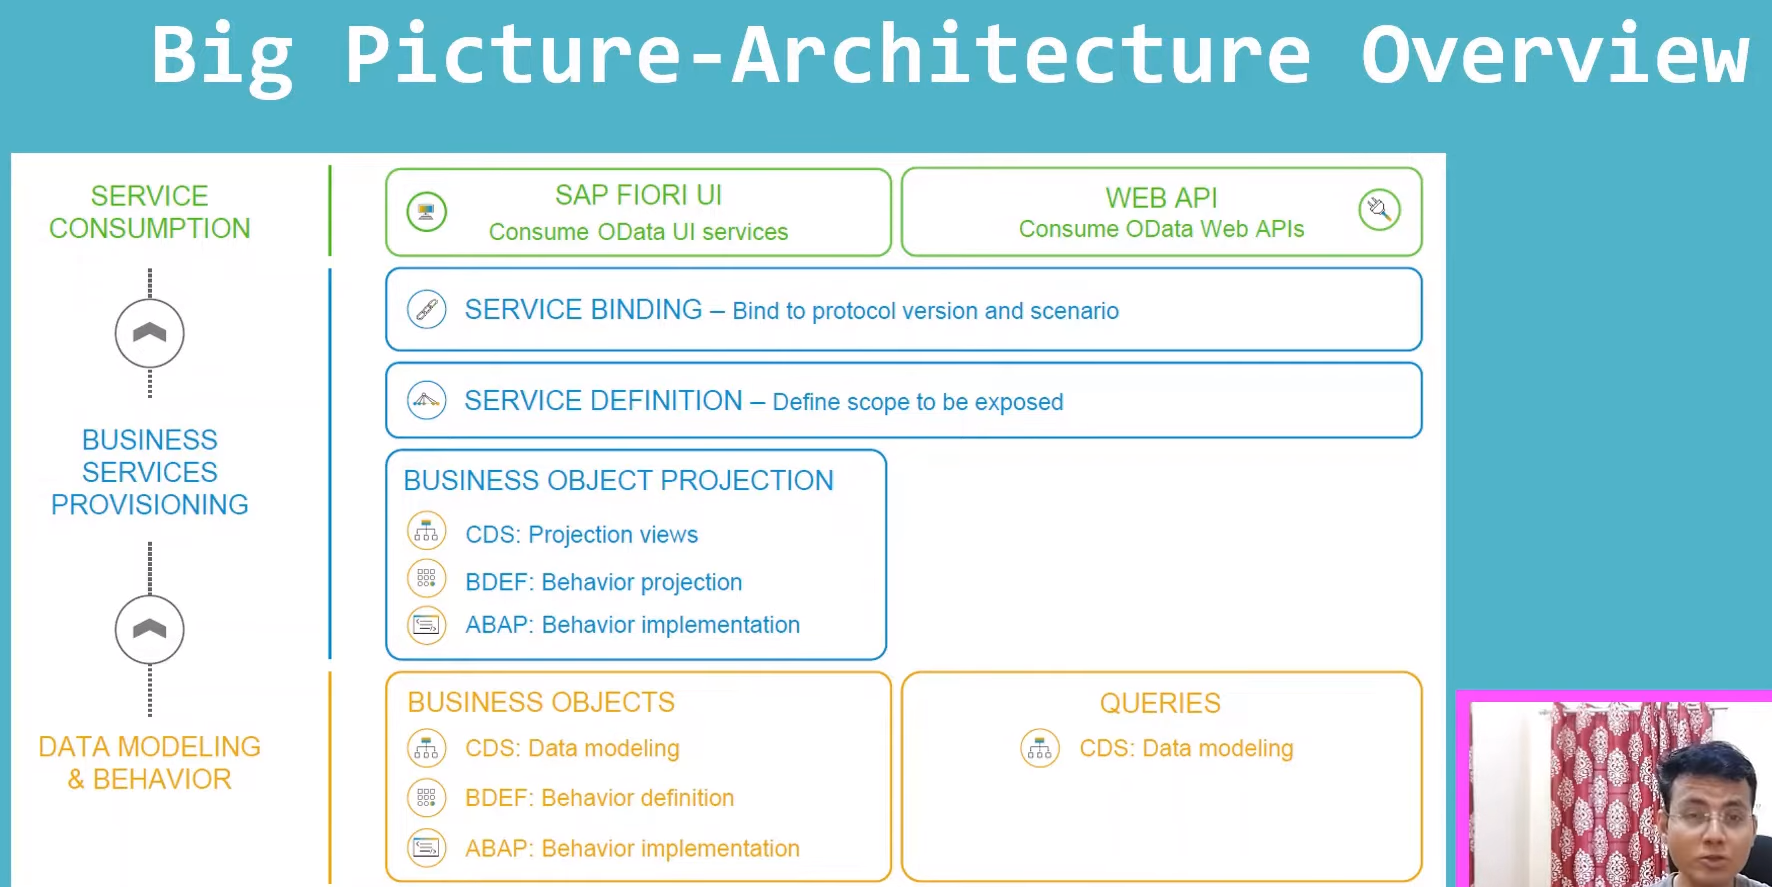 Big Picture-Architecture Overview
SERVICE
CONSUMPTION
SAP FIORI UI
Consume OData UI services
WEB API
Consume OData Web APIs
SERVICE BINDING – Bind to protocol version and scenario
SERVICE DEFINITION – Define scope to be exposed
BUSINESS
SERVICES
PROVISIONING
BUSINESS OBJECT PROJECTION
CDS: Projection views
BDEF: Behavior projection
ABAP: Behavior implementation
DATA MODELING
& BEHAVIOR
BUSINESS OBJECTS
CDS: Data modeling
BDEF: Behavior definition
ABAP: Behavior implementation
QUERIES
CDS: Data modeling